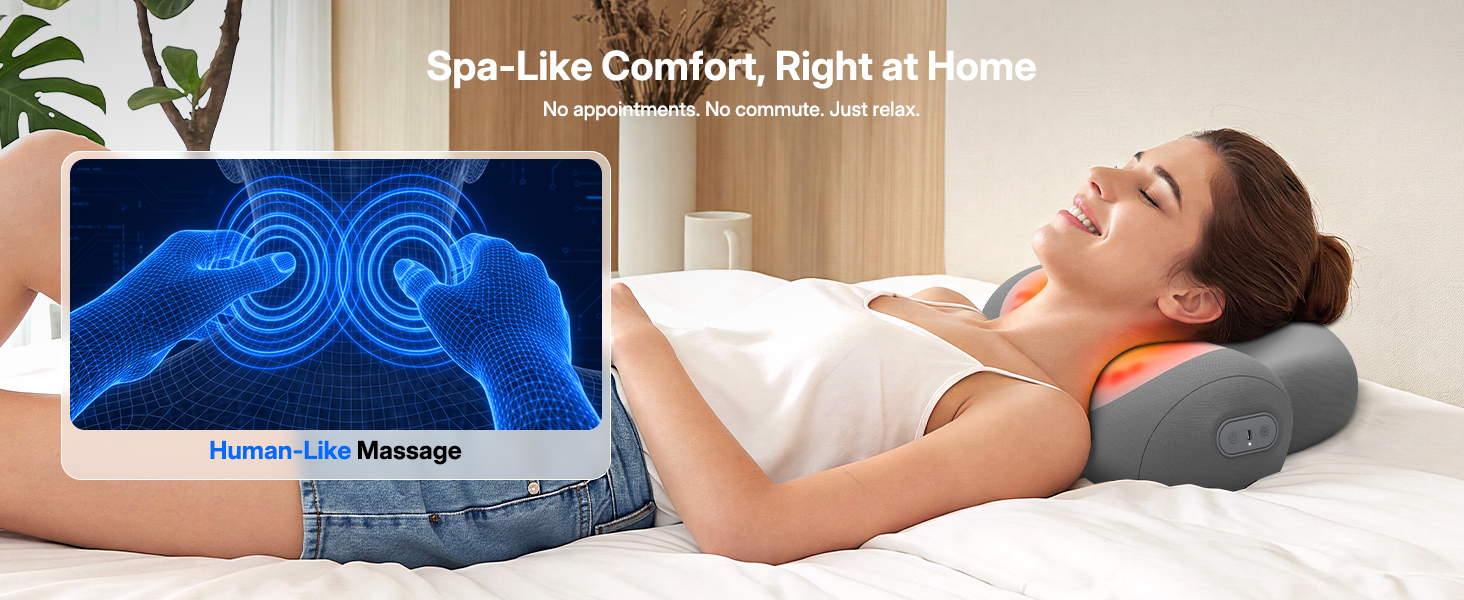 Spa-Like Comfort, Right at Home
No appointments. No commute. Just relax.
Human-Like Massage